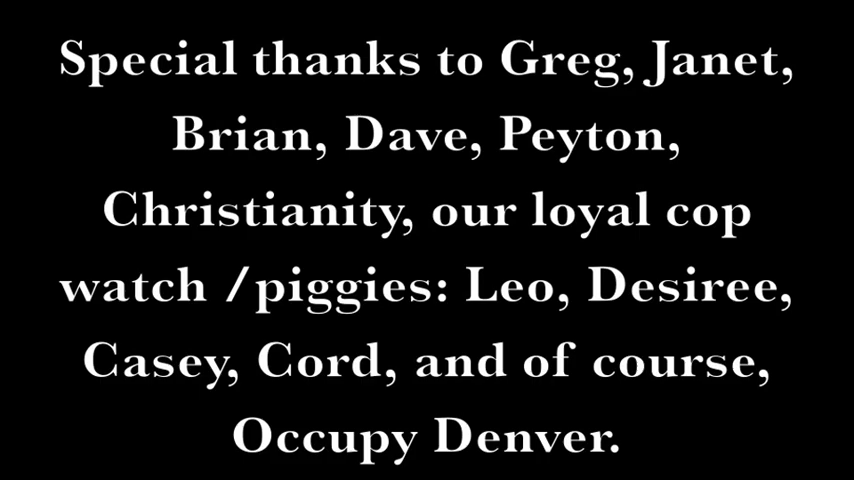 Special thanks to Greg, Janet,
Brian, Dave, Peyton,
Christianity, our loyal cop
watch /piggies: Leo, Desiree,
Casey, Cord, and of course,
Occupy Denver.